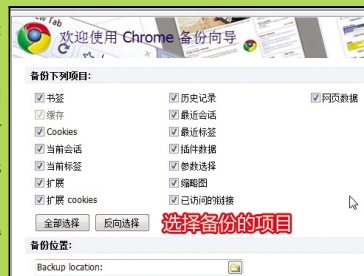 New Tab
欢迎使用 Chrome 备份向导
备份下列项目:
书签 历史记录 网页数据
缓存 最近会话
Cookies 最近标签
当前会话 插件数据
当前标签 参数选择
扩展 缩略图
扩展 cookies 已访问的链接
全部选择 反向选择 选择备份的项目
备份位置:
Backup location: